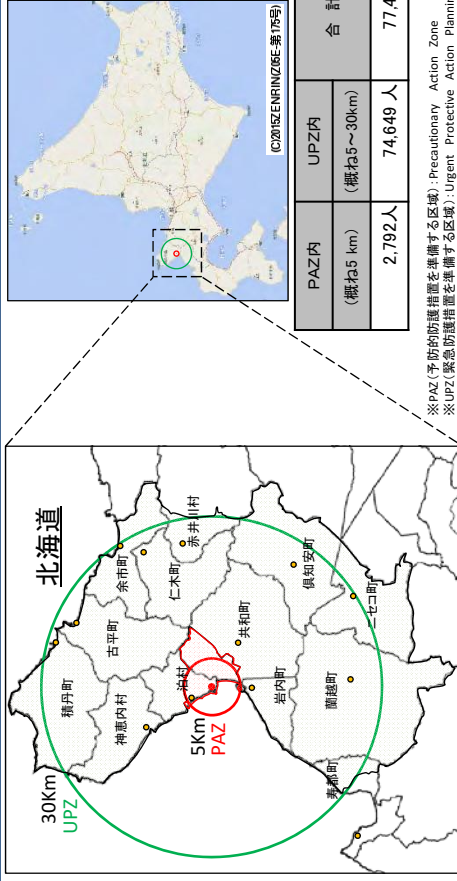 北海道
30Km
UPZ
積丹町
古平町
余市町
仁木町
赤井川村
神恵内村
泊村
5Km
PAZ
共和町
岩内町
倶知安町
ニセコ町
蘭越町
寿都町
(C)2015ZENRIN(Z05E-第175号)
PAZ内 UPZ内 合 計
(概ね5 km) (概ね5~30km)
2,792人 74,649 人 77,4
※PAZ(予防的防護措置を準備する区域):Precautionary Action Zone
※UPZ(緊急防護措置を準備する区域):Urgent Protective Action Plannin